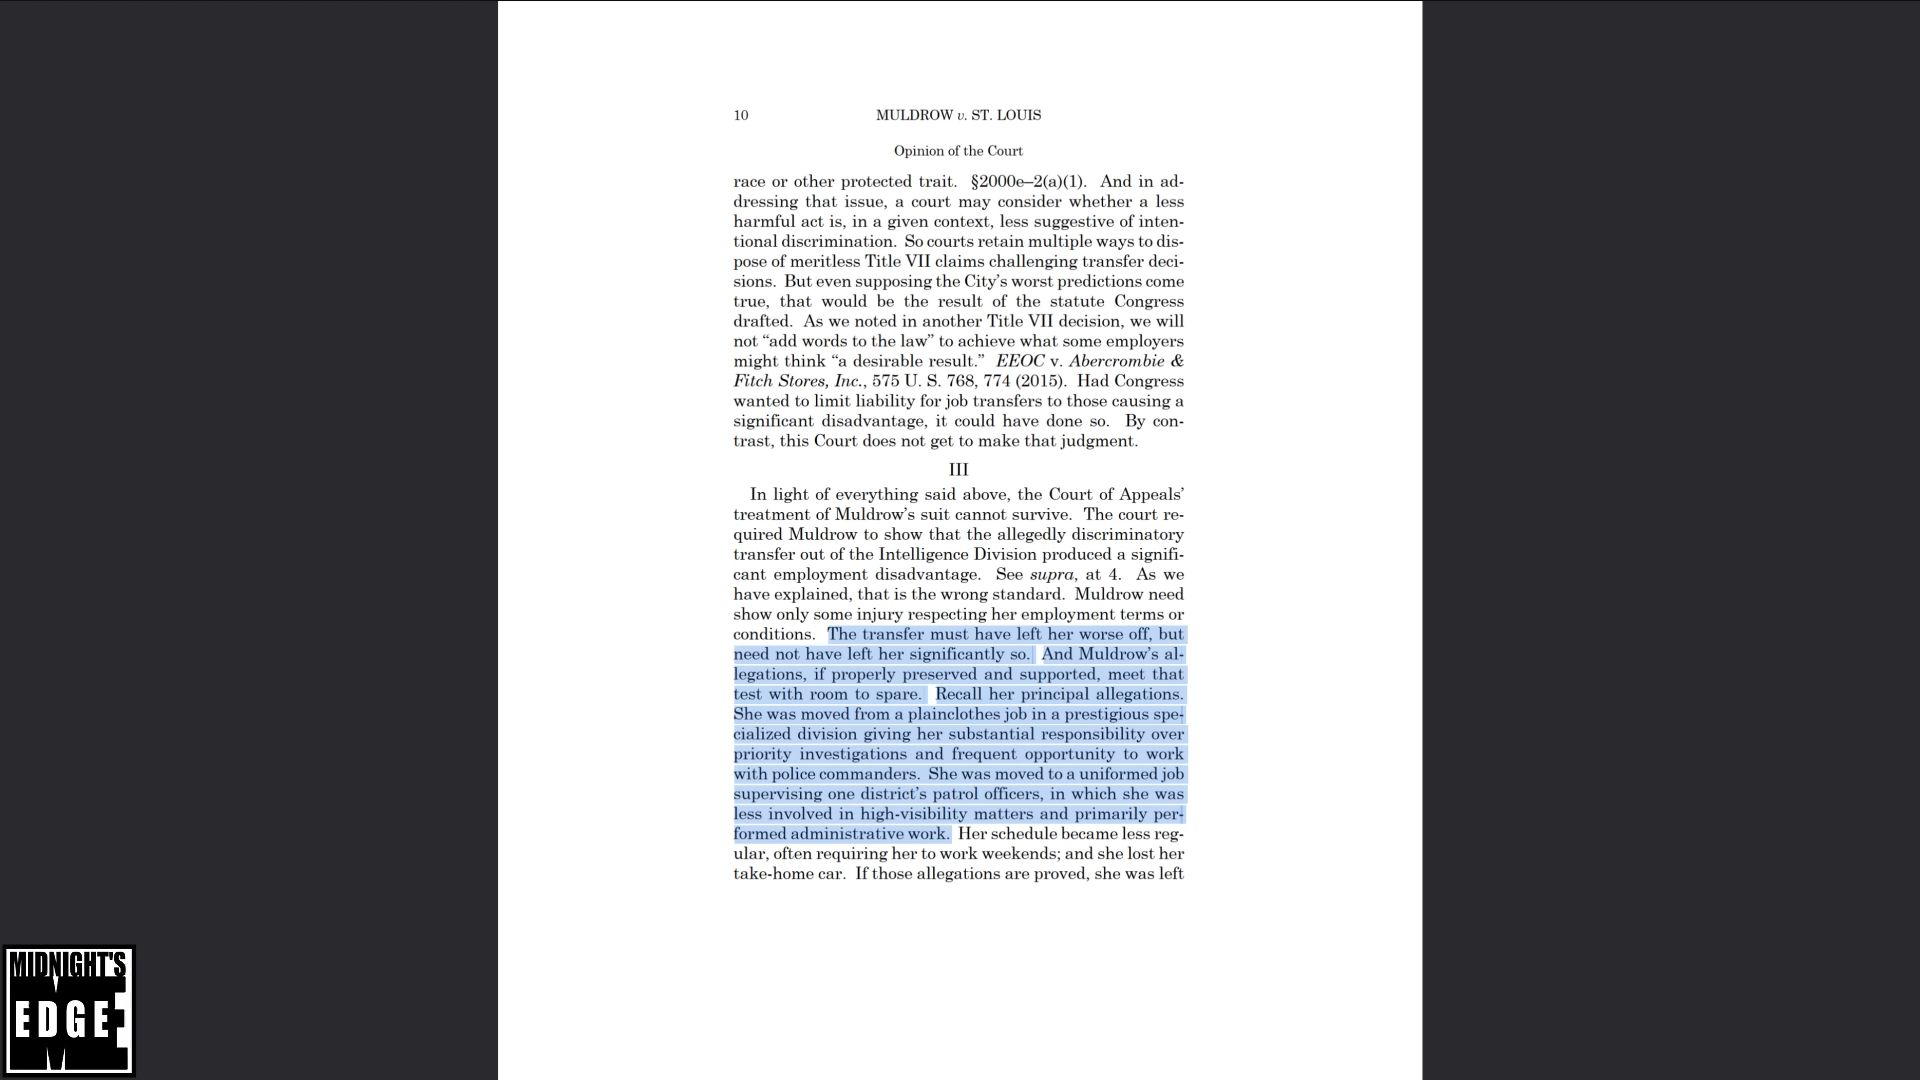 10
MULDROW v. ST. LOUIS
Opinion of the Court
race or other protected trait. §2000e–2(a)(1). And in ad-
dressing that issue, a court may consider whether a less
harmful act is, in a given context, less suggestive of inten-
tional discrimination. So courts retain multiple ways to dis-
pose of meritless Title VII claims challenging transfer deci-
sions. But even supposing the City’s worst predictions come
true, that would be the result of the statute Congress
drafted. As we noted in another Title VII decision, we will
not “add words to the law” to achieve what some employers
might think “a desirable result.” EEOC v. Abercrombie &
Fitch Stores, Inc., 575 U. S. 768, 774 (2015). Had Congress
wanted to limit liability for job transfers to those causing a
significant disadvantage, it could have done so. By con-
trast, this Court does not get to make that judgment.
III
In light of everything said above, the Court of Appeals’
treatment of Muldrow’s suit cannot survive. The court re-
quired Muldrow to show that the allegedly discriminatory
transfer out of the Intelligence Division produced a signifi-
cant employment disadvantage. See supra, at 4. As we
have explained, that is the wrong standard. Muldrow need
show only some injury respecting her employment terms or
conditions. The transfer must have left her worse off, but
need not have left her significantly so. And Muldrow’s al-
legations, if properly preserved and supported, meet that
test with room to spare. Recall her principal allegations.
She was moved from a plainclothes job in a prestigious spe-
cialized division giving her substantial responsibility over
priority investigations and frequent opportunity to work
with police commanders. She was moved to a uniformed job
supervising one district’s patrol officers, in which she was
less involved in high-visibility matters and primarily per-
formed administrative work. Her schedule became less reg-
ular, often requiring her to work weekends; and she lost her
take-home car. If those allegations are proved, she was left
MIDNIGHT'S
EDGE